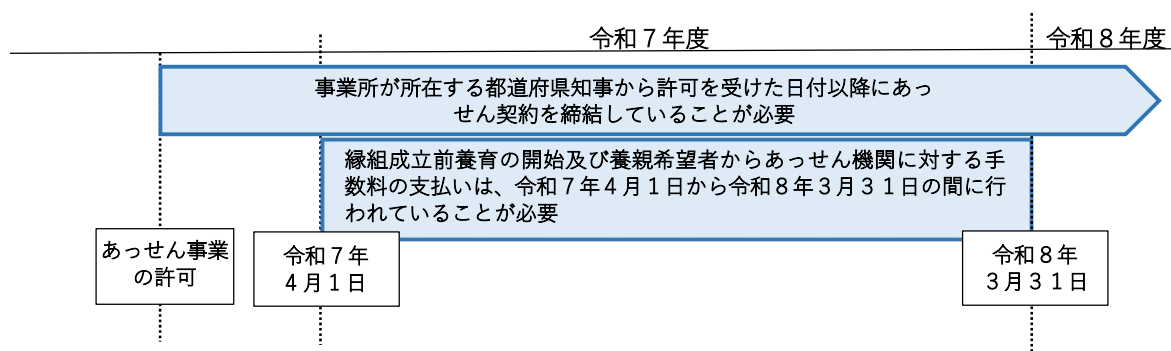 令和７年度
令和８年度
事業所が所在する都道府県知事から許可を受けた日付以降にあっ
せん契約を締結していることが必要
縁組成立前養育の開始及び養親希望者からあっせん機関に対する手
数料の支払いは、令和７年４月１日から令和８年３月３１日の間に行
われていることが必要
あっせん事業
の許可
令和７年
４月１日
令和８年
３月３１日